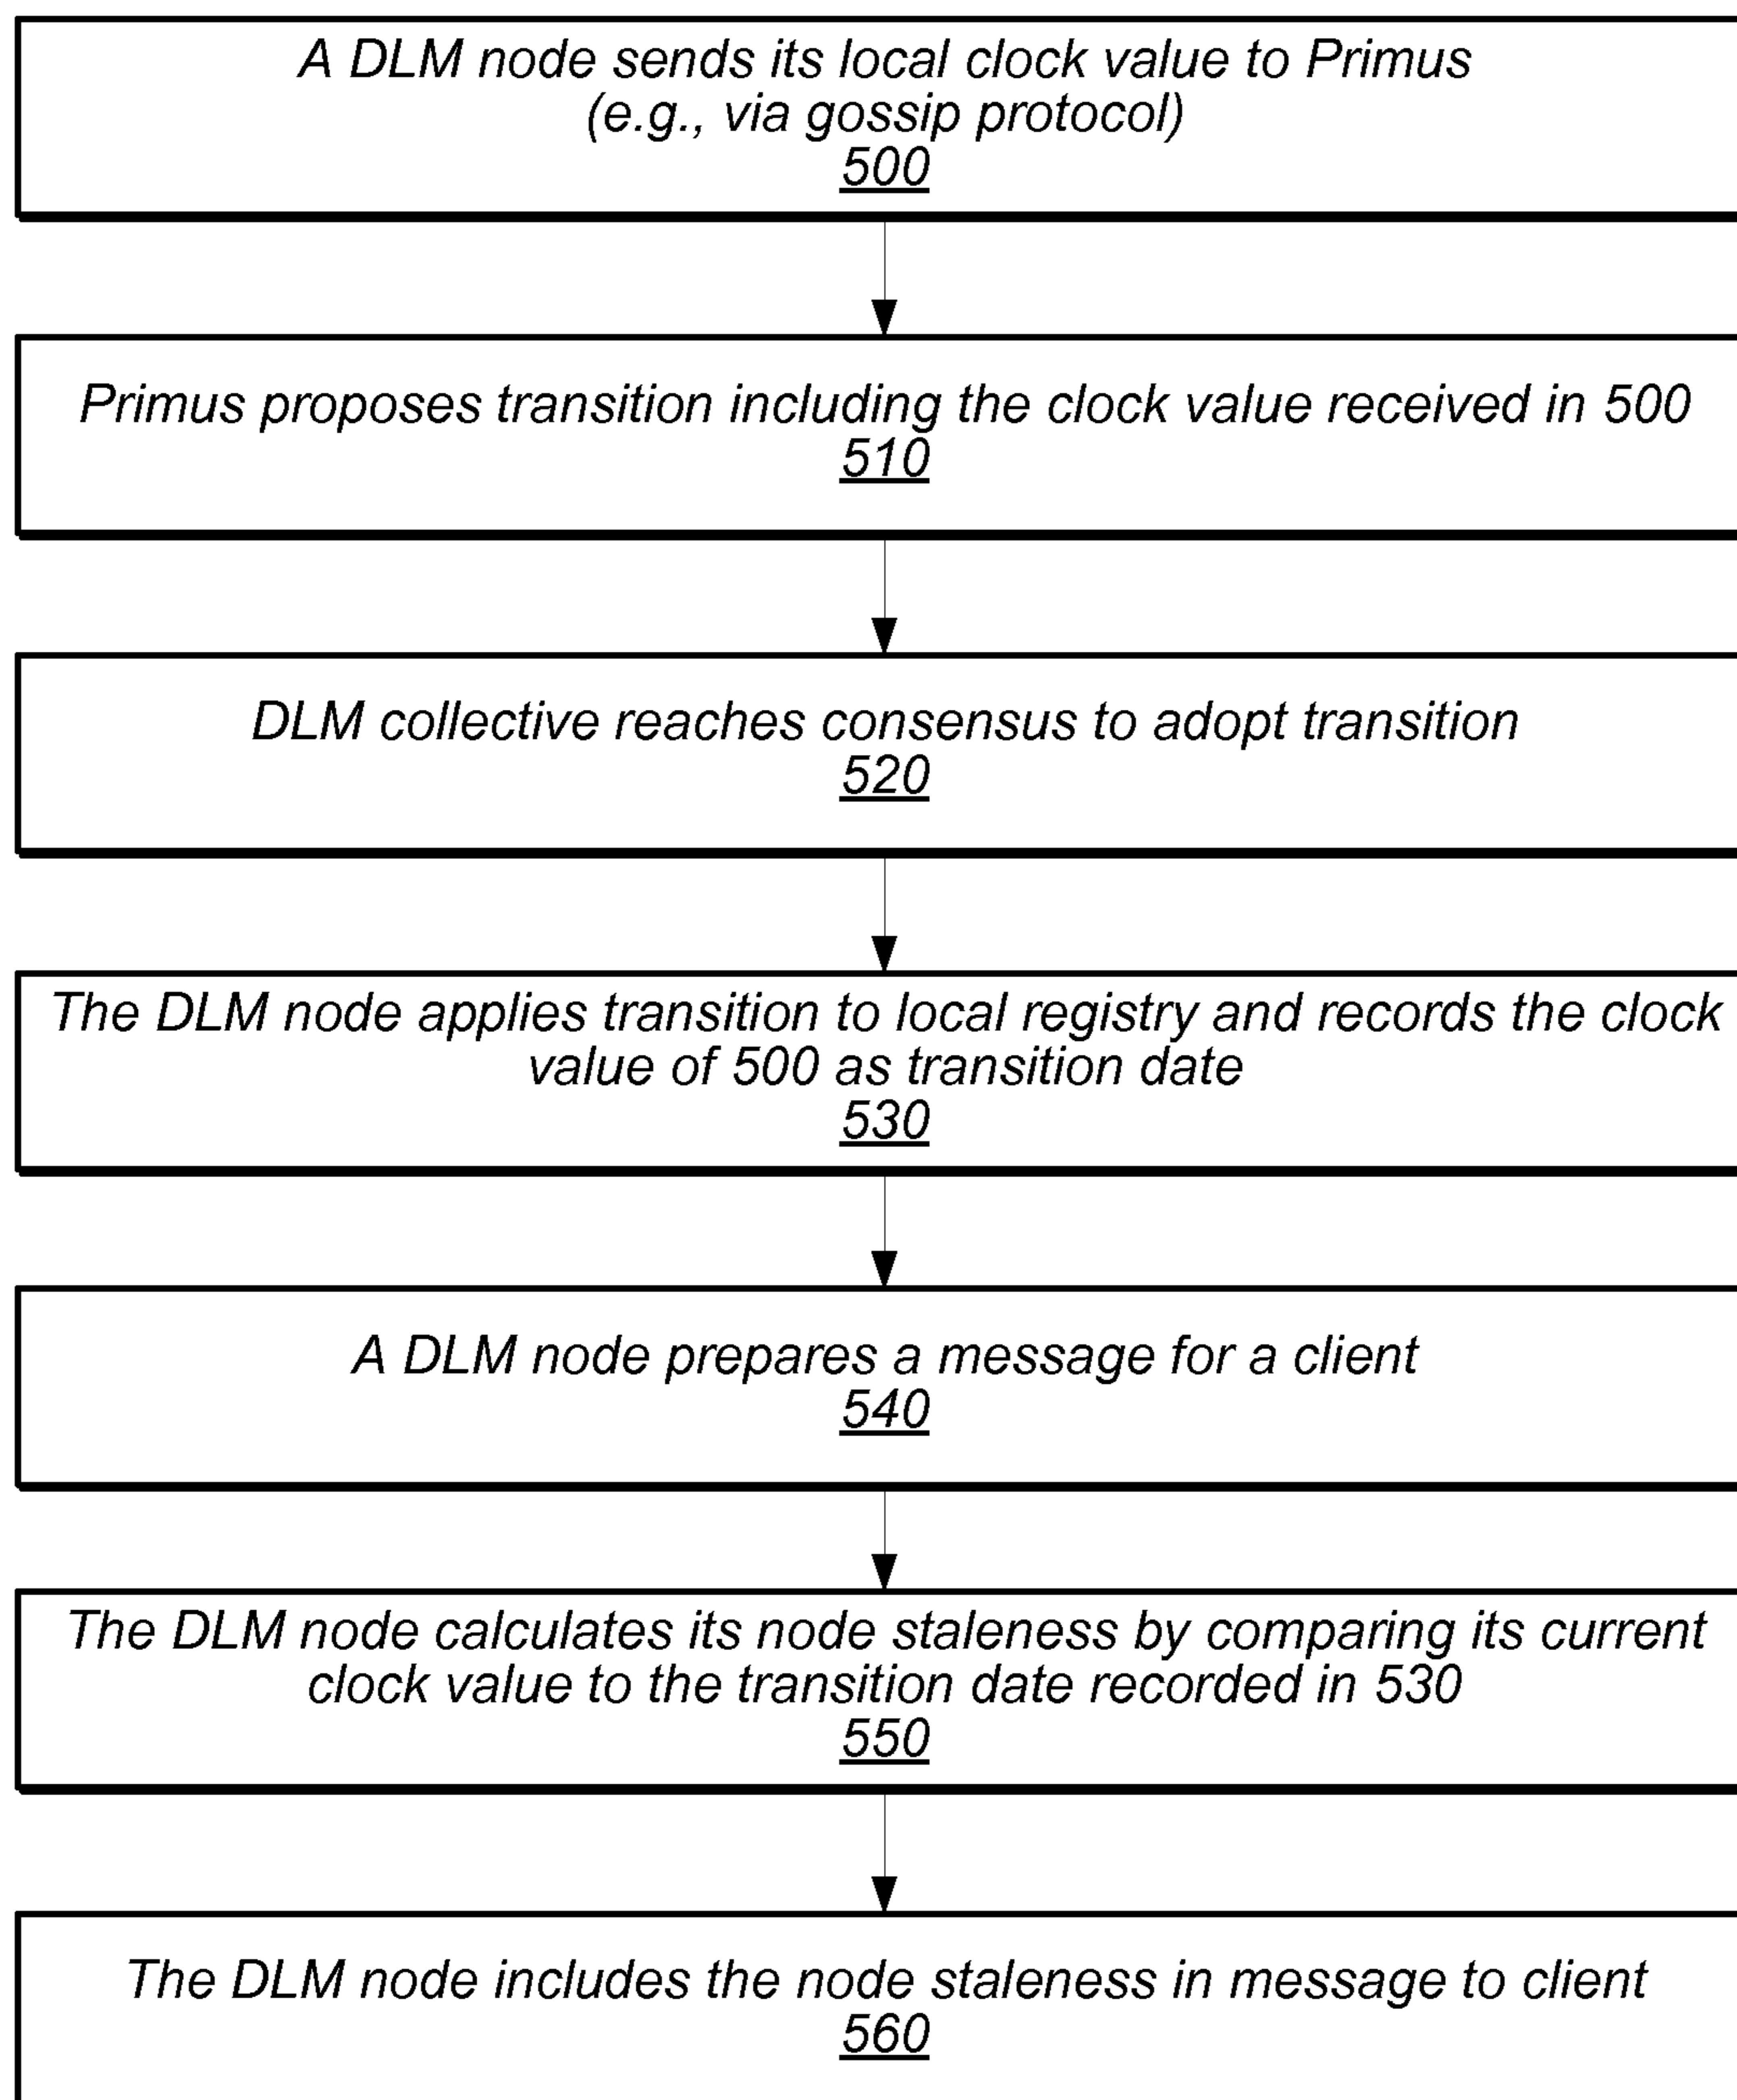 A DLM node sends its local clock value to Primus
(e.g., via gossip protocol)
500
Primus proposes transition including the clock value received in 500
510
DLM collective reaches consensus to adopt transition
520
The DLM node applies transition to local registry and records the clock
value of 500 as transition date
530
A DLM node prepares a message for a client
540
The DLM node calculates its node staleness by comparing its current
clock value to the transition date recorded in 530
550
The DLM node includes the node staleness in message to client
560